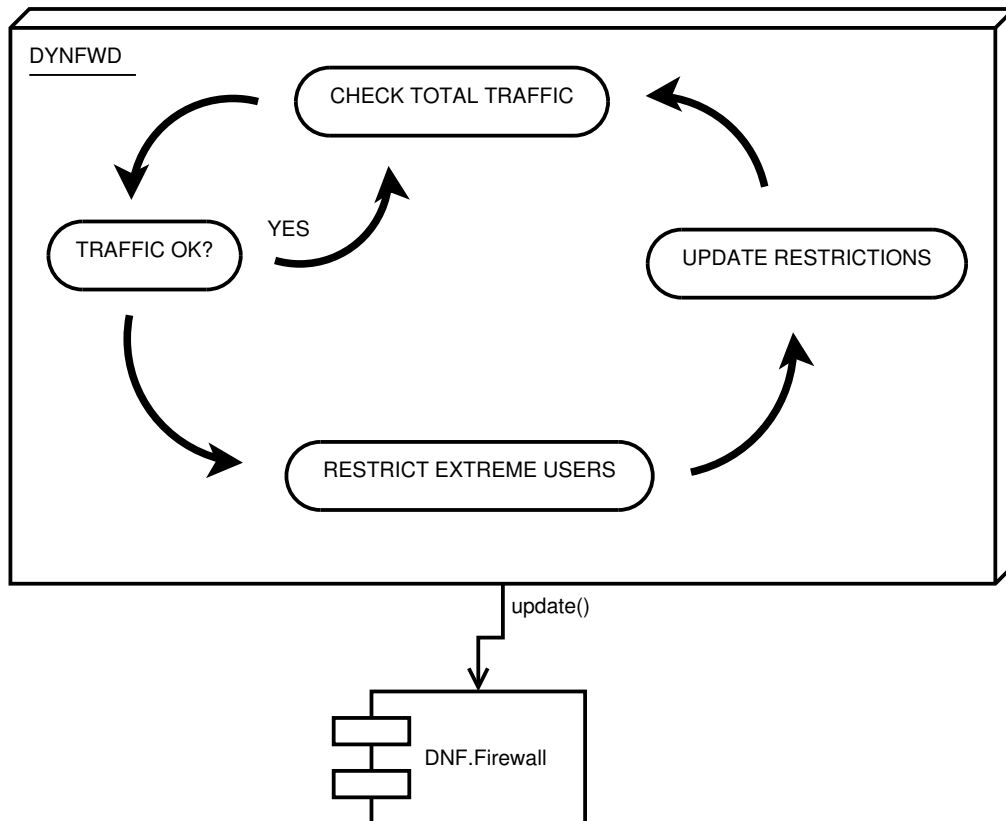 DYNFWD
CHECK TOTAL TRAFFIC
YES
TRAFFIC OK?
UPDATE RESTRICTIONS
RESTRICT EXTREME USERS
update()
DNF.Firewall